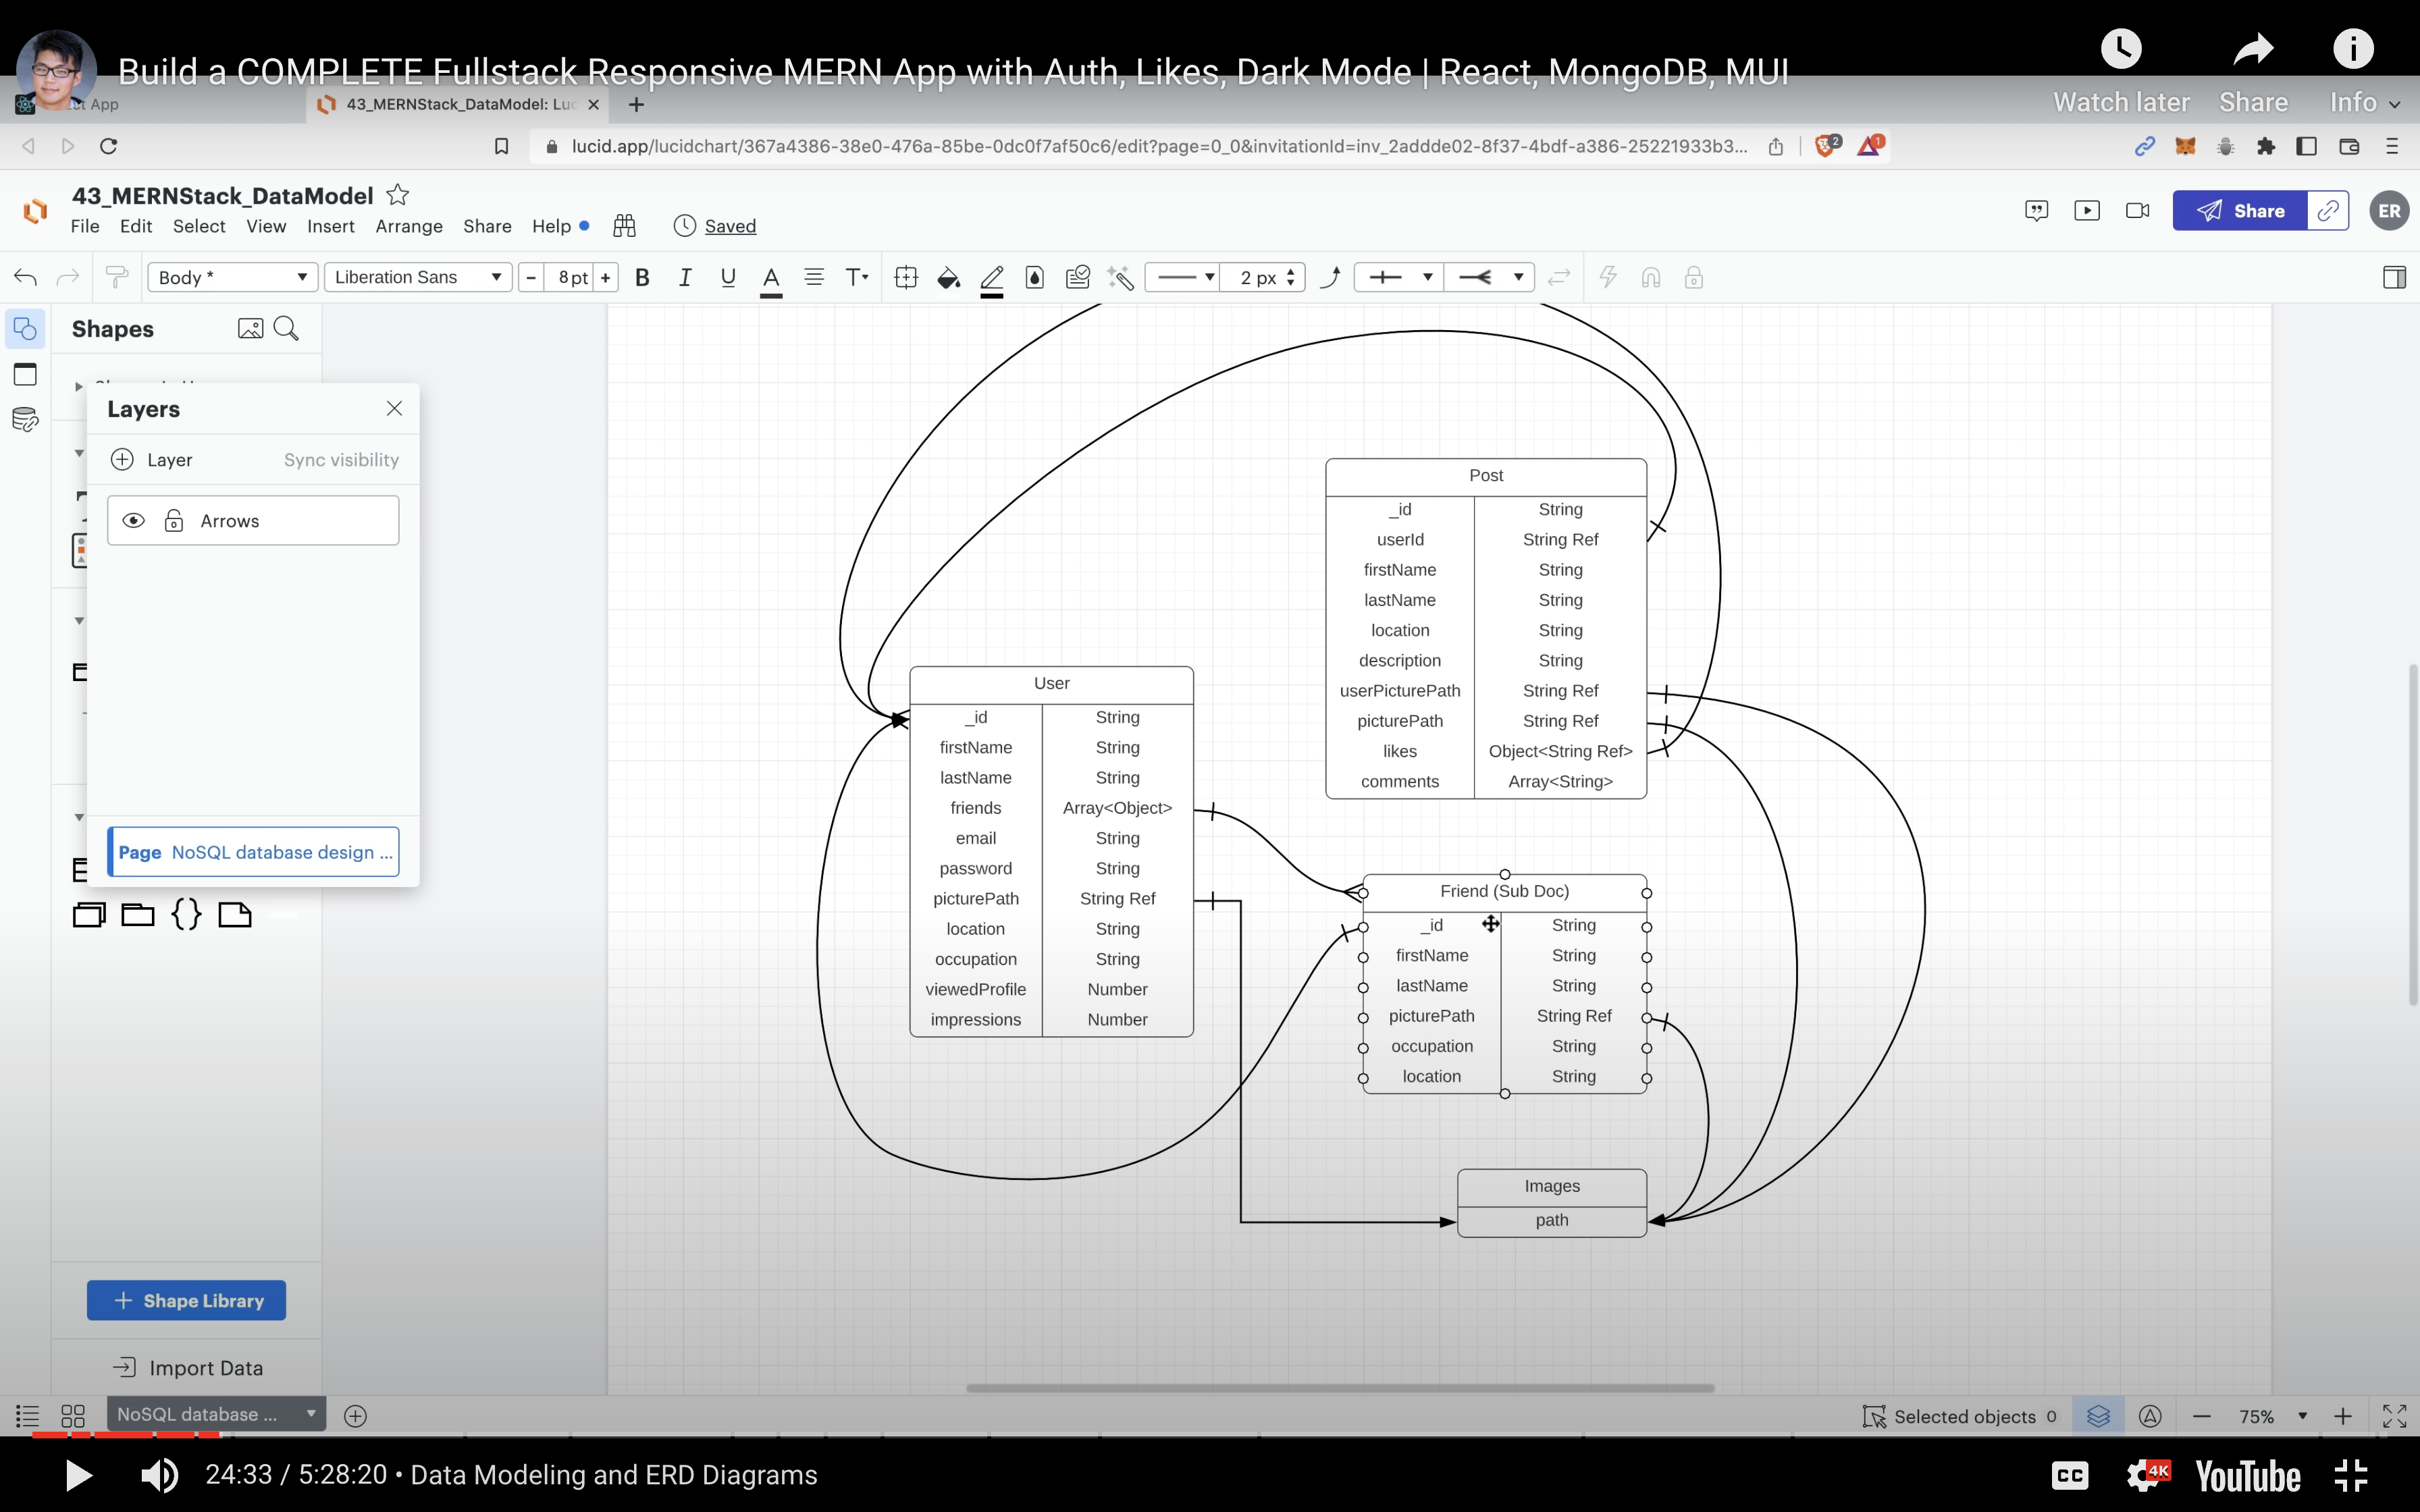 Build a COMPLETE Fullstack Responsive MERN App with Auth, Likes, Dark Mode | React, MongoDB, MUI
Watch later
Share
Info
App
43_MERNStack_DataModel: Luc
lucid.app/lucidchart/367a4386-38e0-476a-85be-0dc0f7af50c6/edit?page=0_0&invitationId=inv_2addde02-8f37-4bdf-a386-25221933b3...
2
1
43_MERNStack_DataModel
File Edit Select View Insert Arrange Share Help
Saved
Share
ER
Body *
Liberation Sans
- 8 pt +
B I U A T
2 px
Shapes
Layers
Layer
Sync visibility
Arrows
Page NoSQL database design ...
Shape Library
Import Data
Post
_id String
userId String Ref
firstName String
lastName String
location String
description String
userPicturePath String Ref
picturePath String Ref
likes Object<String Ref>
comments Array<String>
User
_id String
firstName String
lastName String
friends Array<Object>
email String
password String
picturePath String Ref
location String
occupation String
viewedProfile Number
impressions Number
Friend (Sub Doc)
_id String
firstName String
lastName String
picturePath String Ref
occupation String
location String
Images
path
NoSQL database ...
Selected objects 0
75%
24:33 / 5:28:20 • Data Modeling and ERD Diagrams
CC
4K
YouTube